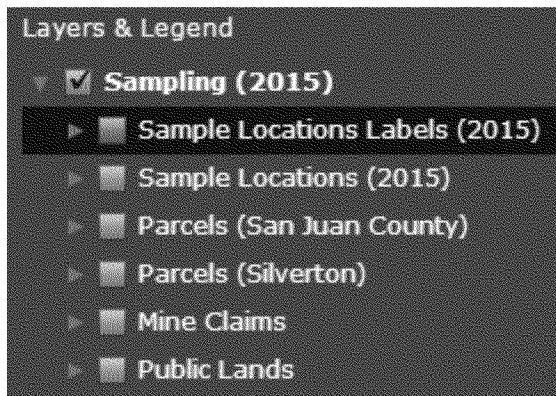 Layers & Legend
Sampling (2015)
Sample Locations Labels (2015)
Sample Locations (2015)
Parcels (San Juan County)
Parcels (Silverton)
Mine Claims
Public Lands